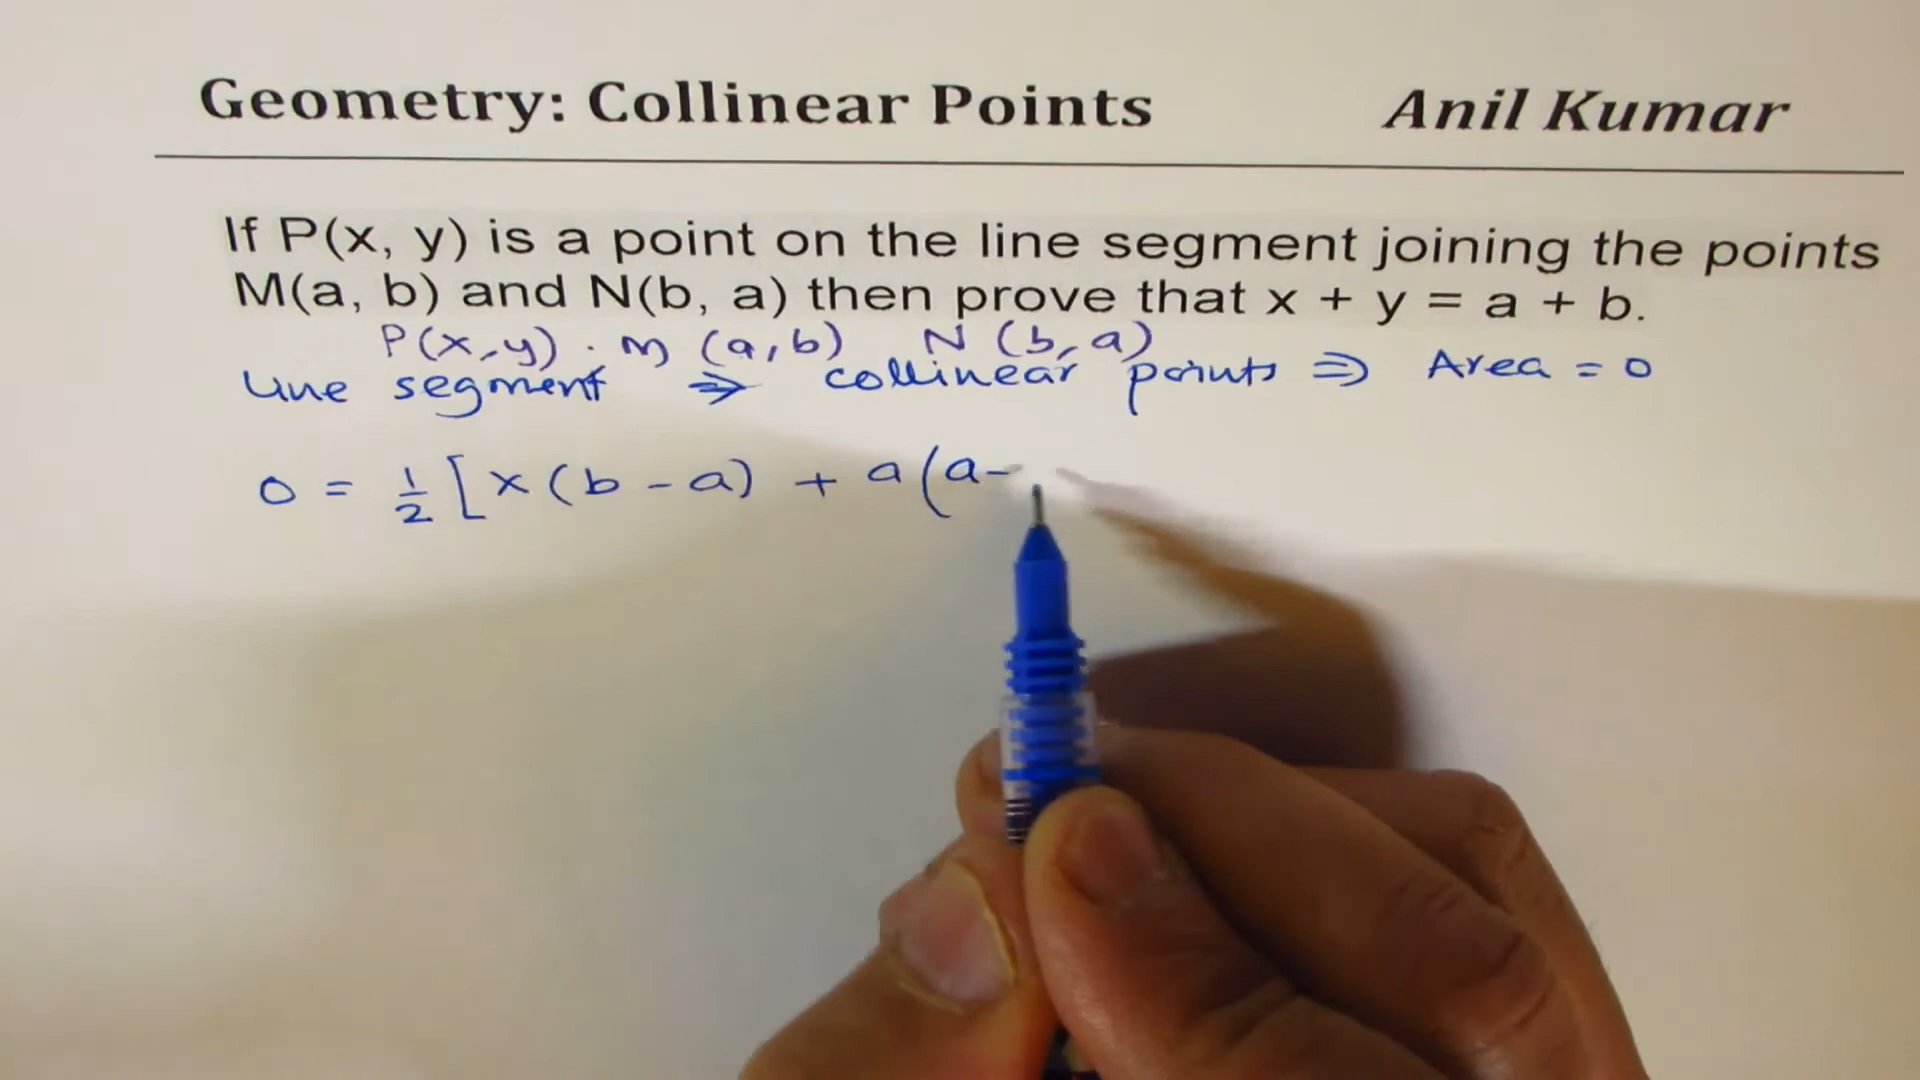 Geometry: Collinear Points Anil Kumar
If P(x, y) is a point on the line segment joining the points
M(a, b) and N(b, a) then prove that x + y = a + b.
P(x,y) . M (a,b) N (b,a)
Line segment ⇒ collinear points ⇒ Area = 0
0 = 1/2 [x(b-a) + a(a-